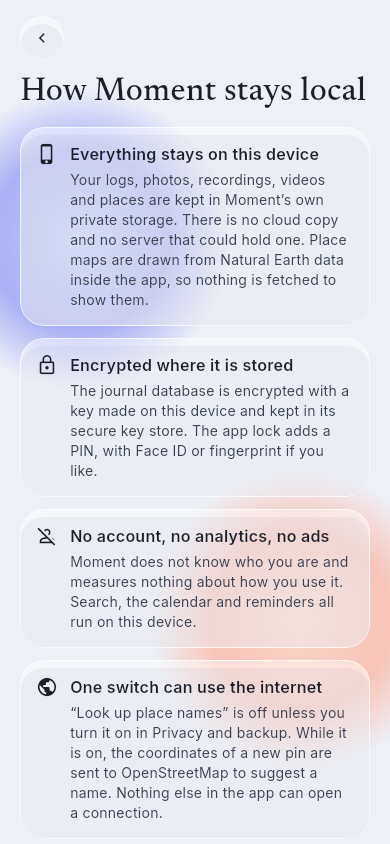 How Moment stays local
Everything stays on this device
Your logs, photos, recordings, videos
and places are kept in Moment’s own
private storage. There is no cloud copy
and no server that could hold one. Place
maps are drawn from Natural Earth data
inside the app, so nothing is fetched to
show them.
Encrypted where it is stored
The journal database is encrypted with a
key made on this device and kept in its
secure key store. The app lock adds a
PIN, with Face ID or fingerprint if you
like.
No account, no analytics, no ads
Moment does not know who you are and
measures nothing about how you use it.
Search, the calendar and reminders all
run on this device.
One switch can use the internet
“Look up place names” is off unless you
turn it on in Privacy and backup. While it
is on, the coordinates of a new pin are
sent to OpenStreetMap to suggest a
name. Nothing else in the app can open
a connection.